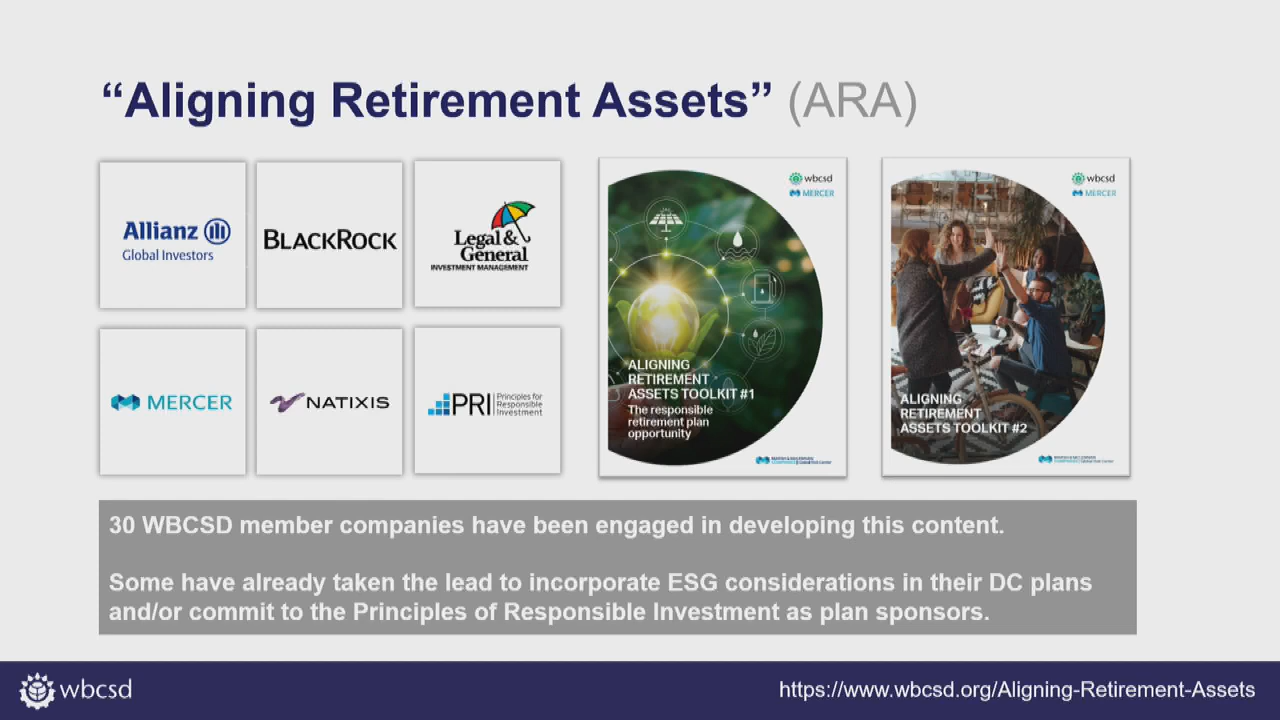 “Aligning Retirement Assets” (ARA)
Allianz
Global Investors
BLACKROCK
Legal &
General
INVESTMENT MANAGEMENT
MERCER
NATIXIS
PRI
Principles for
Responsible
Investment
wbcsd
MERCER
ALIGNING
RETIREMENT
ASSETS TOOLKIT #1
The responsible
retirement plan
opportunity
wbcsd
MERCER
ALIGNING
RETIREMENT
ASSETS TOOLKIT #2
30 WBCSD member companies have been engaged in developing this content.
Some have already taken the lead to incorporate ESG considerations in their DC plans
and/or commit to the Principles of Responsible Investment as plan sponsors.
wbcsd
https://www.wbcsd.org/Aligning-Retirement-Assets